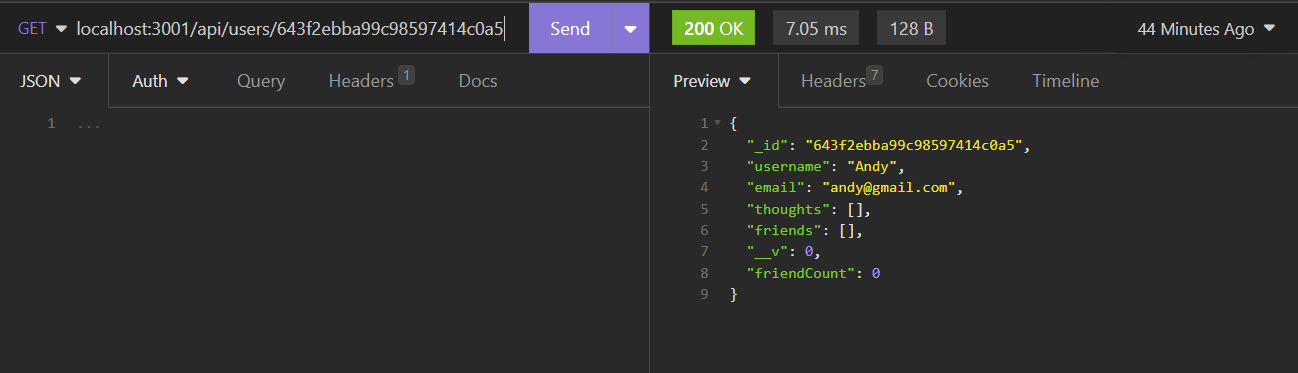 GET localhost:3001/api/users/643f2ebba99c98597414c0a5 Send 200 OK 7.05 ms 128 B 44 Minutes Ago
JSON Auth Query Headers 1 Docs Preview Headers 7 Cookies Timeline
1 ...
1 {
2 "_id": "643f2ebba99c98597414c0a5",
3 "username": "Andy",
4 "email": "andy@gmail.com",
5 "thoughts": [],
6 "friends": [],
7 "__v": 0,
8 "friendCount": 0
9 }